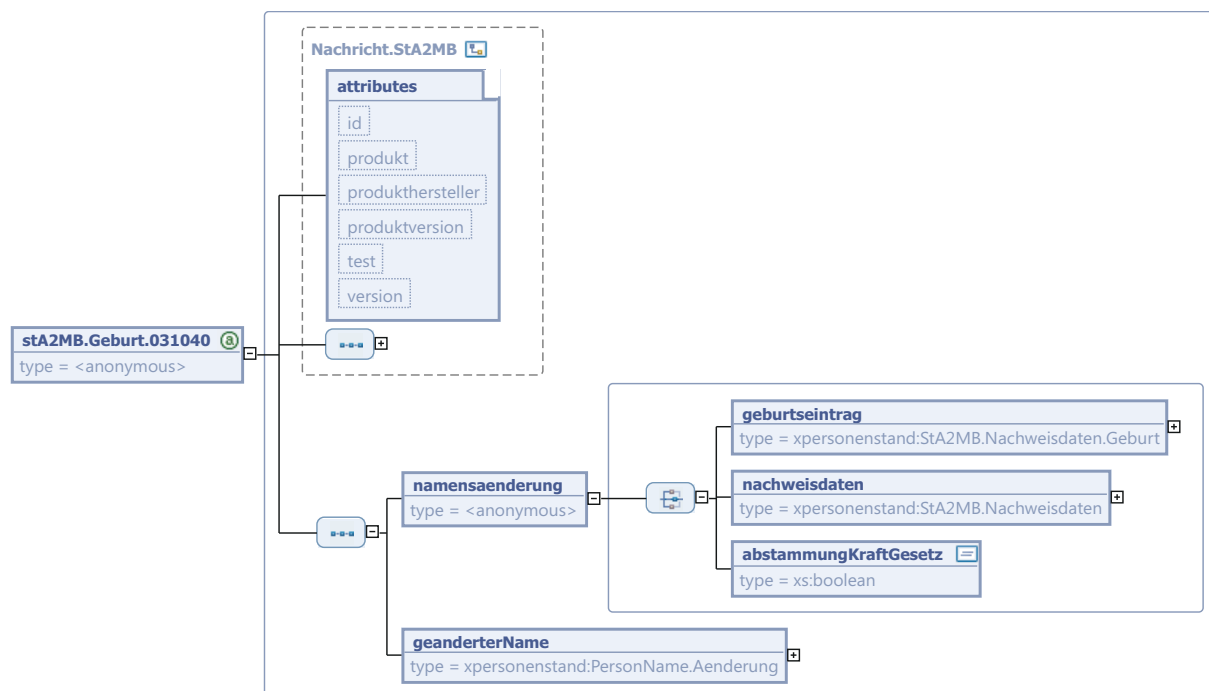 Nachricht.StA2MB
attributes
id
produkt
produkthersteller
produktversion
test
version
stA2MB.Geburt.031040 a
type = <anonymous>
namensaenderung
type = <anonymous>
geburtseintrag
type = xpersonenstand:StA2MB.Nachweisdaten.Geburt
nachweisdaten
type = xpersonenstand:StA2MB.Nachweisdaten
abstammungKraftGesetz
type = xs:boolean
geanderterName
type = xpersonenstand:PersonName.Aenderung